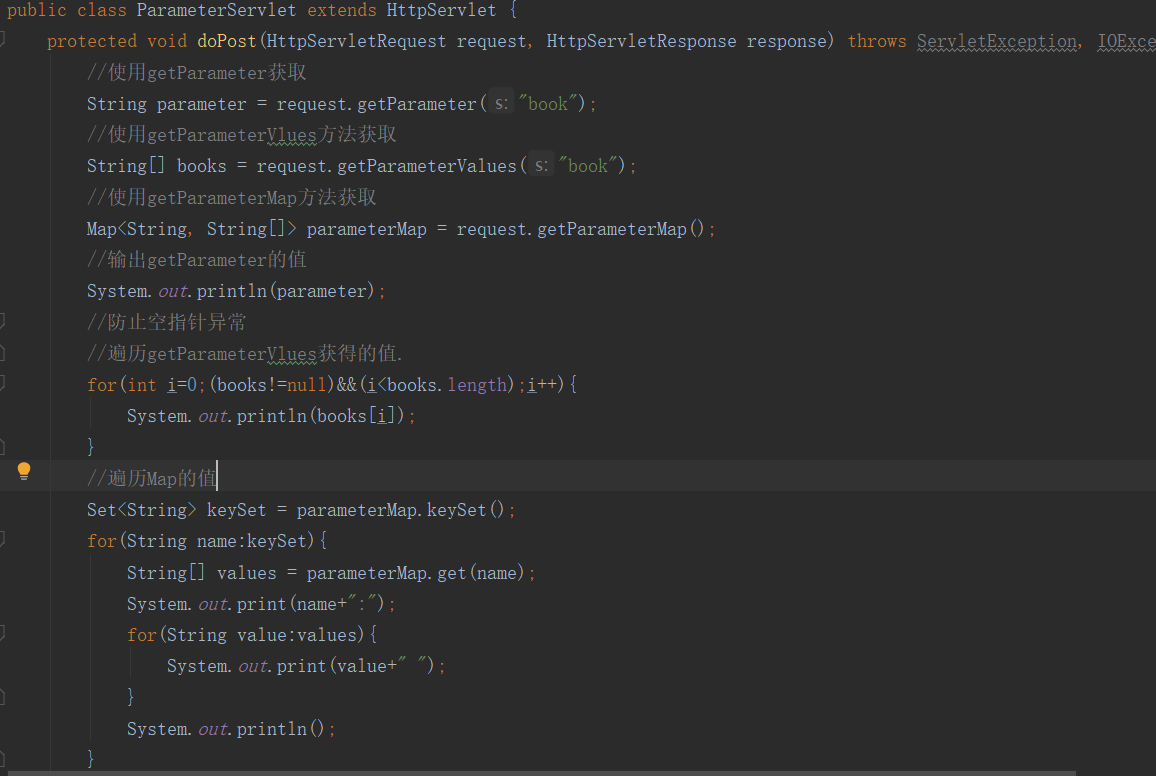 public class ParameterServlet extends HttpServlet {
protected void doPost(HttpServletRequest request, HttpServletResponse response) throws ServletException, IOExce
//使用getParameter获取
String parameter = request.getParameter( s: "book");
//使用getParameterVlues方法获取
String[] books = request.getParameterValues( s: "book");
//使用getParameterMap方法获取
Map<String, String[]> parameterMap = request.getParameterMap();
//输出getParameter的值
System.out.println(parameter);
//防止空指针异常
//遍历getParameterVlues获得的值.
for(int i=0;(books!=null)&&(i<books.length);i++){
System.out.println(books[i]);
}
//遍历Map的值
Set<String> keySet = parameterMap.keySet();
for(String name:keySet){
String[] values = parameterMap.get(name);
System.out.print(name+":");
for(String value:values){
System.out.print(value+" ");
}
System.out.println();
}